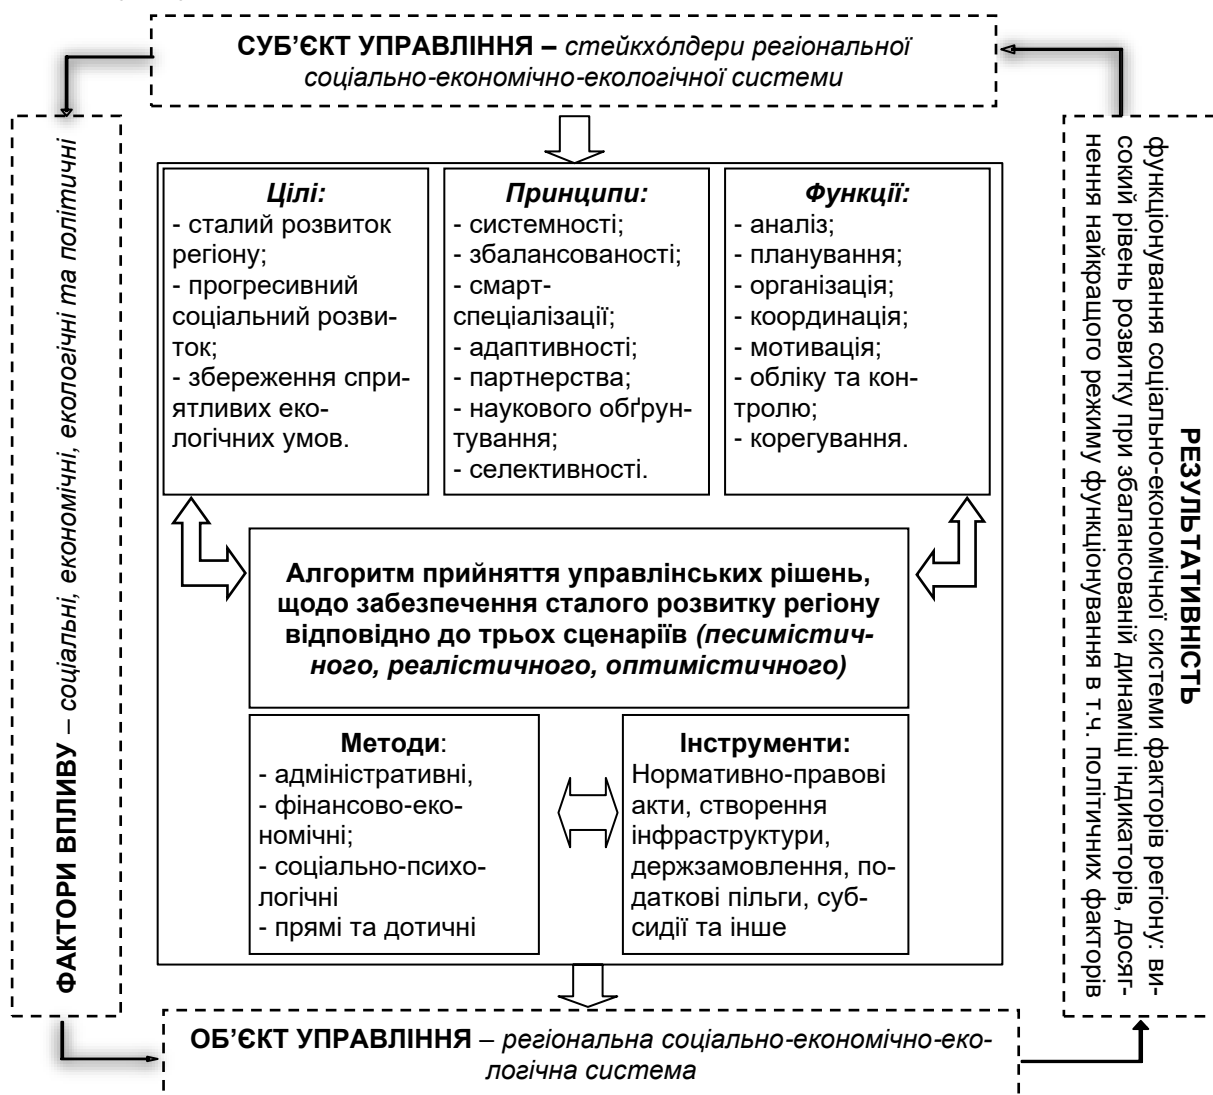 СУБ’ЄКТ УПРАВЛІННЯ – стейкхо́лдери регіональної
соціально-економічно-екологічної системи
ФАКТОРИ ВПЛИВУ – соціальні, економічні, екологічні та політичні
Цілі:
- сталий розвиток
регіону;
- прогресивний
соціальний розви-
ток;
- збереження спри-
ятливих еко-
логічних умов.
Принципи:
- системності;
- збалансованості;
- смарт-
спеціалізації;
- адаптивності;
- партнерства;
- наукового обґрун-
тування;
- селективності.
Функції:
- аналіз;
- планування;
- організація;
- координація;
- мотивація;
- обліку та кон-
тролю;
- корегування.
Алгоритм прийняття управлінських рішень,
щодо забезпечення сталого розвитку регіону
відповідно до трьох сценаріїв (песимістич-
ного, реалістичного, оптимістичного)
Методи:
- адміністративні,
- фінансово-еко-
номічні;
- соціально-психо-
логічні
- прямі та дотичні
Інструменти:
Нормативно-правові
акти, створення
інфраструктури,
держзамовлення, по-
даткові пільги, суб-
сидії та інше
РЕЗУЛЬТАТИВНІСТЬ
функціонування соціально-економічної системи факторів регіону: ви-
сокий рівень розвитку при збалансованій динаміці індикаторів, досяг-
нення найкращого режиму функціонування в т.ч. політичних факторів
ОБ’ЄКТ УПРАВЛІННЯ – регіональна соціально-економічно-еко-
логічна система